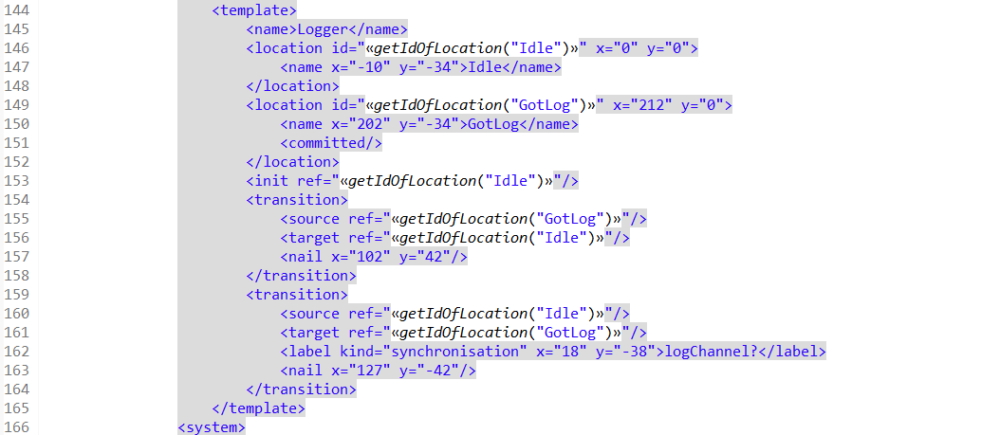 144 <template>
145 <name>Logger</name>
146 <location id="«getIdOfLocation("Idle")»" x="0" y="0">
147 <name x="-10" y="-34">Idle</name>
148 </location>
149 <location id="«getIdOfLocation("GotLog")»" x="212" y="0">
150 <name x="202" y="-34">GotLog</name>
151 <committed/>
152 </location>
153 <init ref="«getIdOfLocation("Idle")»"/>
154 <transition>
155 <source ref="«getIdOfLocation("GotLog")»"/>
156 <target ref="«getIdOfLocation("Idle")»"/>
157 <nail x="102" y="42"/>
158 </transition>
159 <transition>
160 <source ref="«getIdOfLocation("Idle")»"/>
161 <target ref="«getIdOfLocation("GotLog")»"/>
162 <label kind="synchronisation" x="18" y="-38">logChannel?</label>
163 <nail x="127" y="-42"/>
164 </transition>
165 </template>
166 <system>